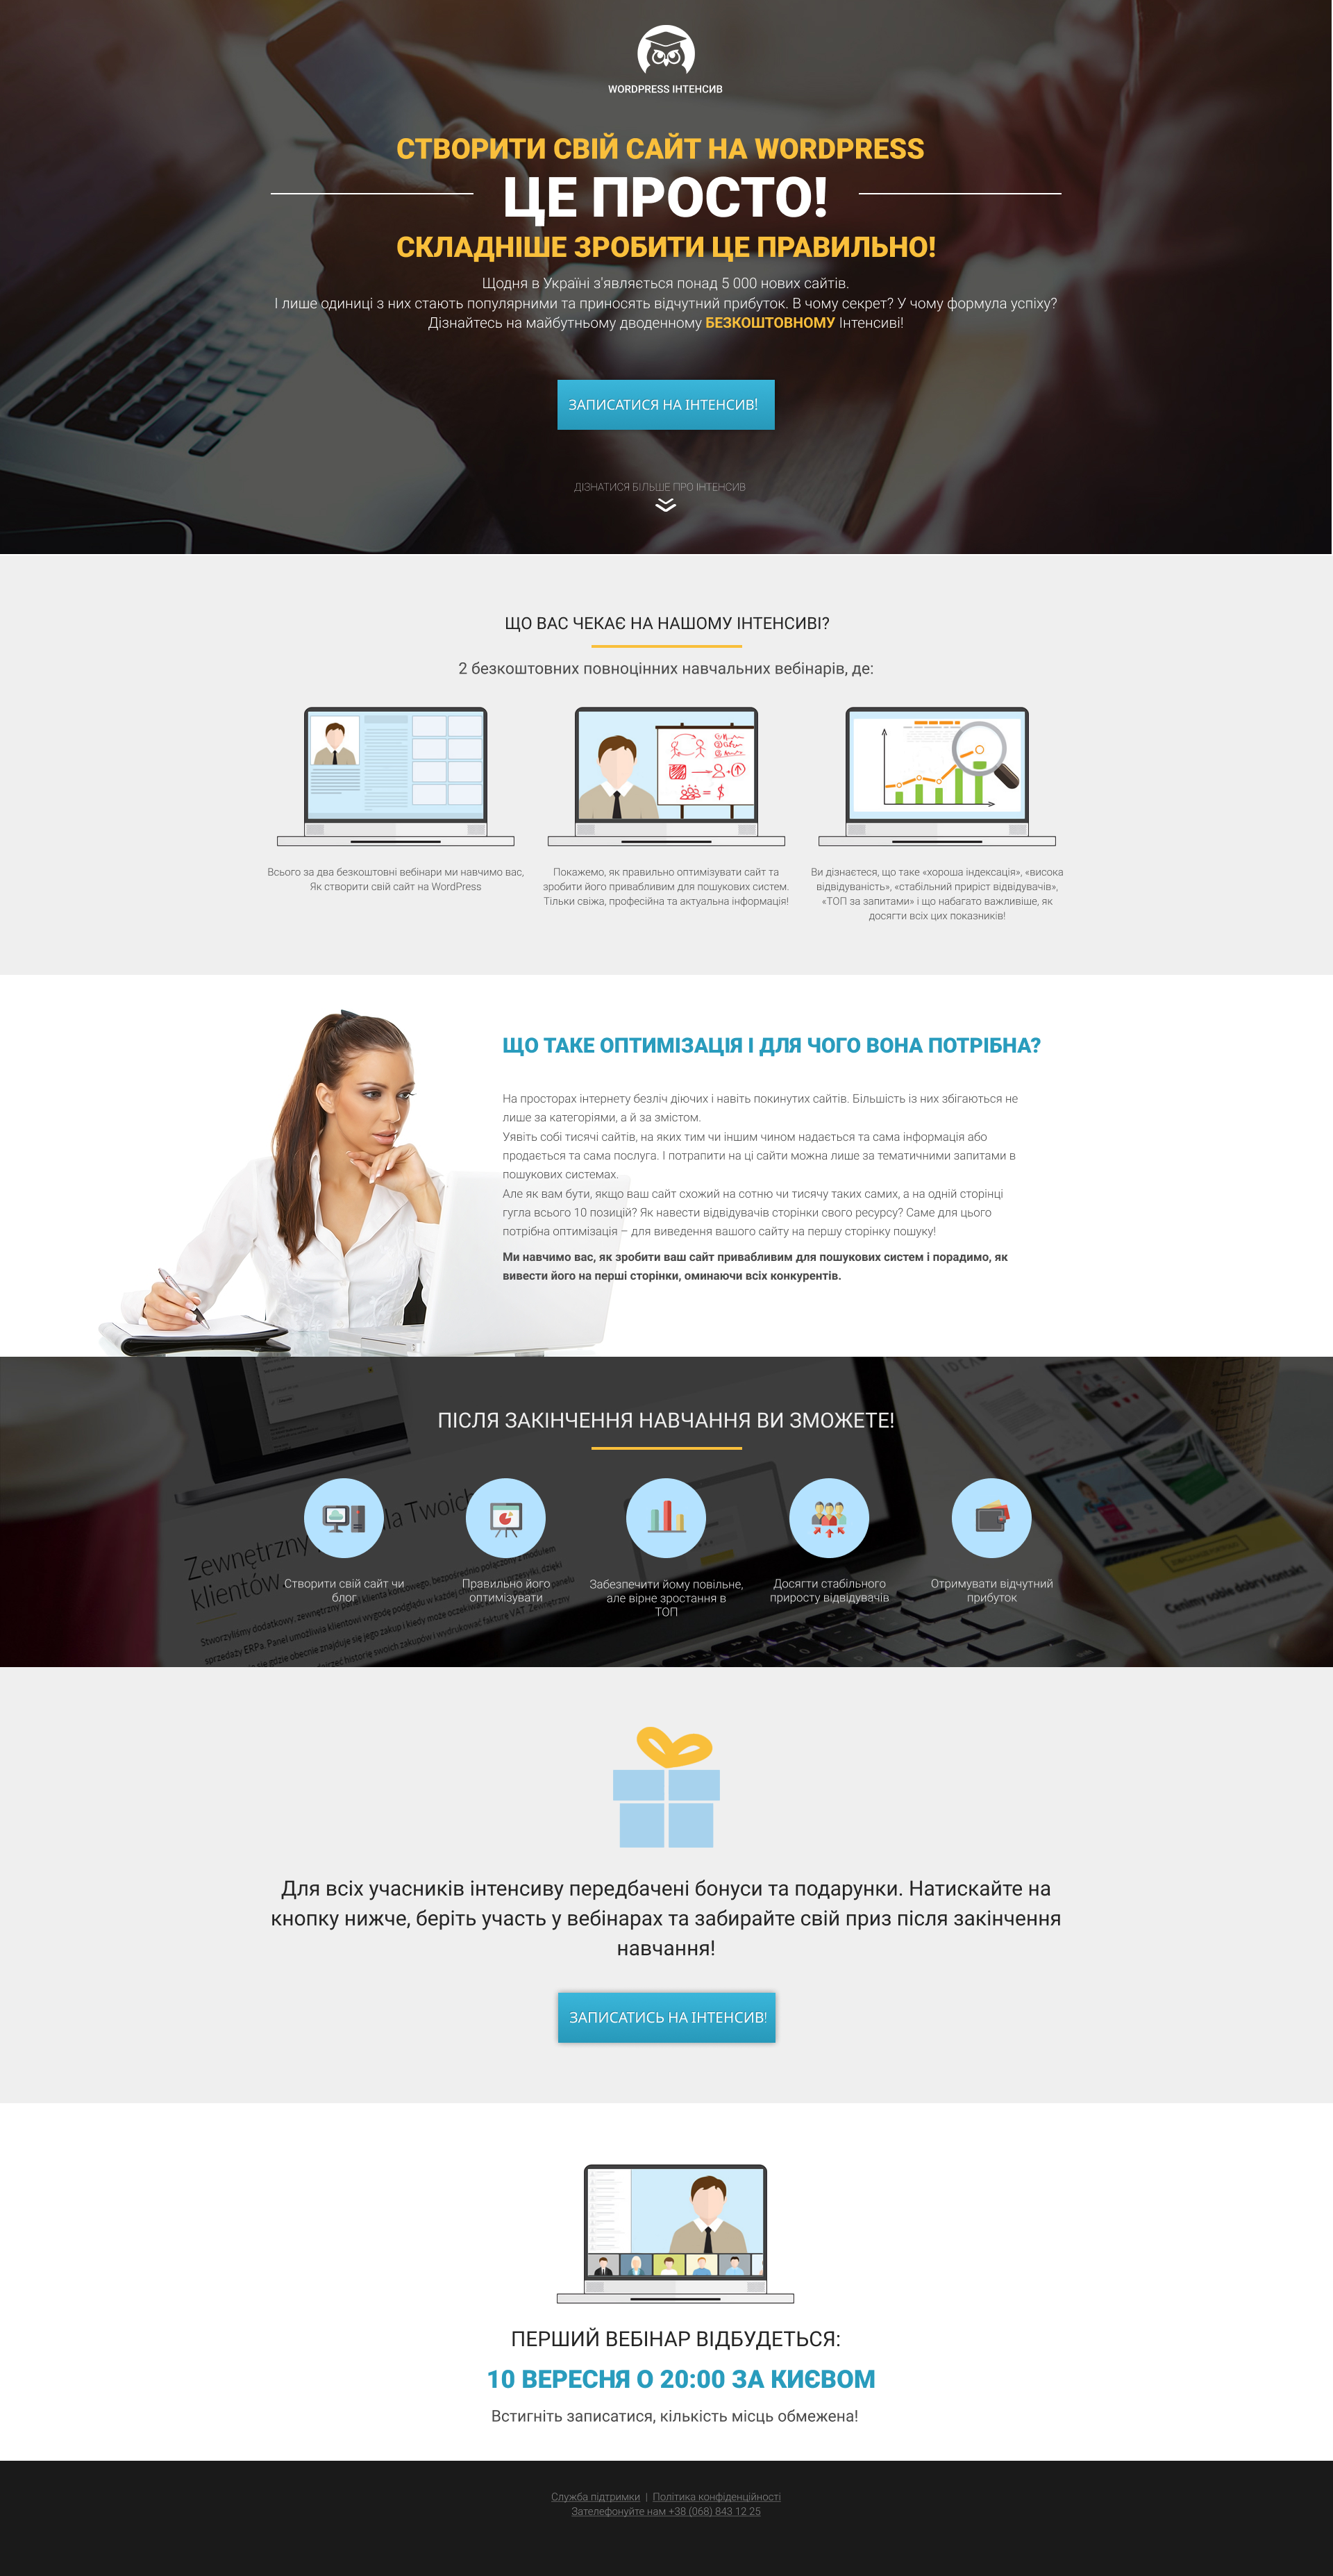 WORDPRESS ІНТЕНСИВ
СТВОРИТИ СВІЙ САЙТ НА WORDPRESS
ЦЕ ПРОСТО!
СКЛАДНІШЕ ЗРОБИТИ ЦЕ ПРАВИЛЬНО!
Щодня в Україні з'являється понад 5 000 нових сайтів.
І лише одиниці з них стають популярними та приносять відчутний прибуток. В чому секрет? У чому формула успіху?
Дізнайтесь на майбутньому дводенному БЕЗКОШТОВНОМУ Інтенсиві!
ЗАПИСАТИСЯ НА ІНТЕНСИВ!
ДІЗНАТИСЯ БІЛЬШЕ ПРО ІНТЕНСИВ
ЩО ВАС ЧЕКАЄ НА НАШОМУ ІНТЕНСИВІ?
2 безкоштовних повноцінних навчальних вебінарів, де:
Всього за два безкоштовні вебінари ми навчимо вас,
Як створити свій сайт на WordPress
Покажемо, як правильно оптимізувати сайт та
зробити його привабливим для пошукових систем.
Тільки свіжа, професійна та актуальна інформація!
Ви дізнаєтеся, що таке «хороша індексація», «висока
відвідуваність», «стабільний приріст відвідувачів»,
«ТОП за запитами» і що набагато важливіше, як
досягти всіх цих показників!
ЩО ТАКЕ ОПТИМІЗАЦІЯ І ДЛЯ ЧОГО ВОНА ПОТРІБНА?
На просторах інтернету безліч діючих і навіть покинутих сайтів. Більшість із них збігаються не
лише за категоріями, а й за змістом.
Уявіть собі тисячі сайтів, на яких тим чи іншим чином надається та сама інформація або
продається та сама послуга. І потрапити на ці сайти можна лише за тематичними запитами в
пошукових системах.
Але як вам бути, якщо ваш сайт схожий на сотню чи тисячу таких самих, а на одній сторінці
гугла всього 10 позицій? Як навести відвідувачів сторінки свого ресурсу? Саме для цього
потрібна оптимізація – для виведення вашого сайту на першу сторінку пошуку!
Ми навчимо вас, як зробити ваш сайт привабливим для пошукових систем і порадимо, як
вивести його на перші сторінки, оминаючи всіх конкурентів.
ПІСЛЯ ЗАКІНЧЕННЯ НАВЧАННЯ ВИ ЗМОЖЕТЕ!
Zewnętrzny la Twoich
klientów
Створити свій сайт чи
блог
Правильно його
оптимізувати
Забезпечити йому повільне,
але вірне зростання в
ТОП
Досягти стабільного
приросту відвідувачів
Отримувати відчутний
прибуток
Для всіх учасників інтенсиву передбачені бонуси та подарунки. Натискайте на
кнопку нижче, беріть участь у вебінарах та забирайте свій приз після закінчення
навчання!
ЗАПИСАТИСЬ НА ІНТЕНСИВ!
ПЕРШИЙ ВЕБІНАР ВІДБУДЕТЬСЯ:
10 ВЕРЕСНЯ О 20:00 ЗА КИЄВОМ
Встигніть записатися, кількість місць обмежена!
Служба підтримки | Політика конфіденційності
Зателефонуйте нам +38 (068) 843 12 25